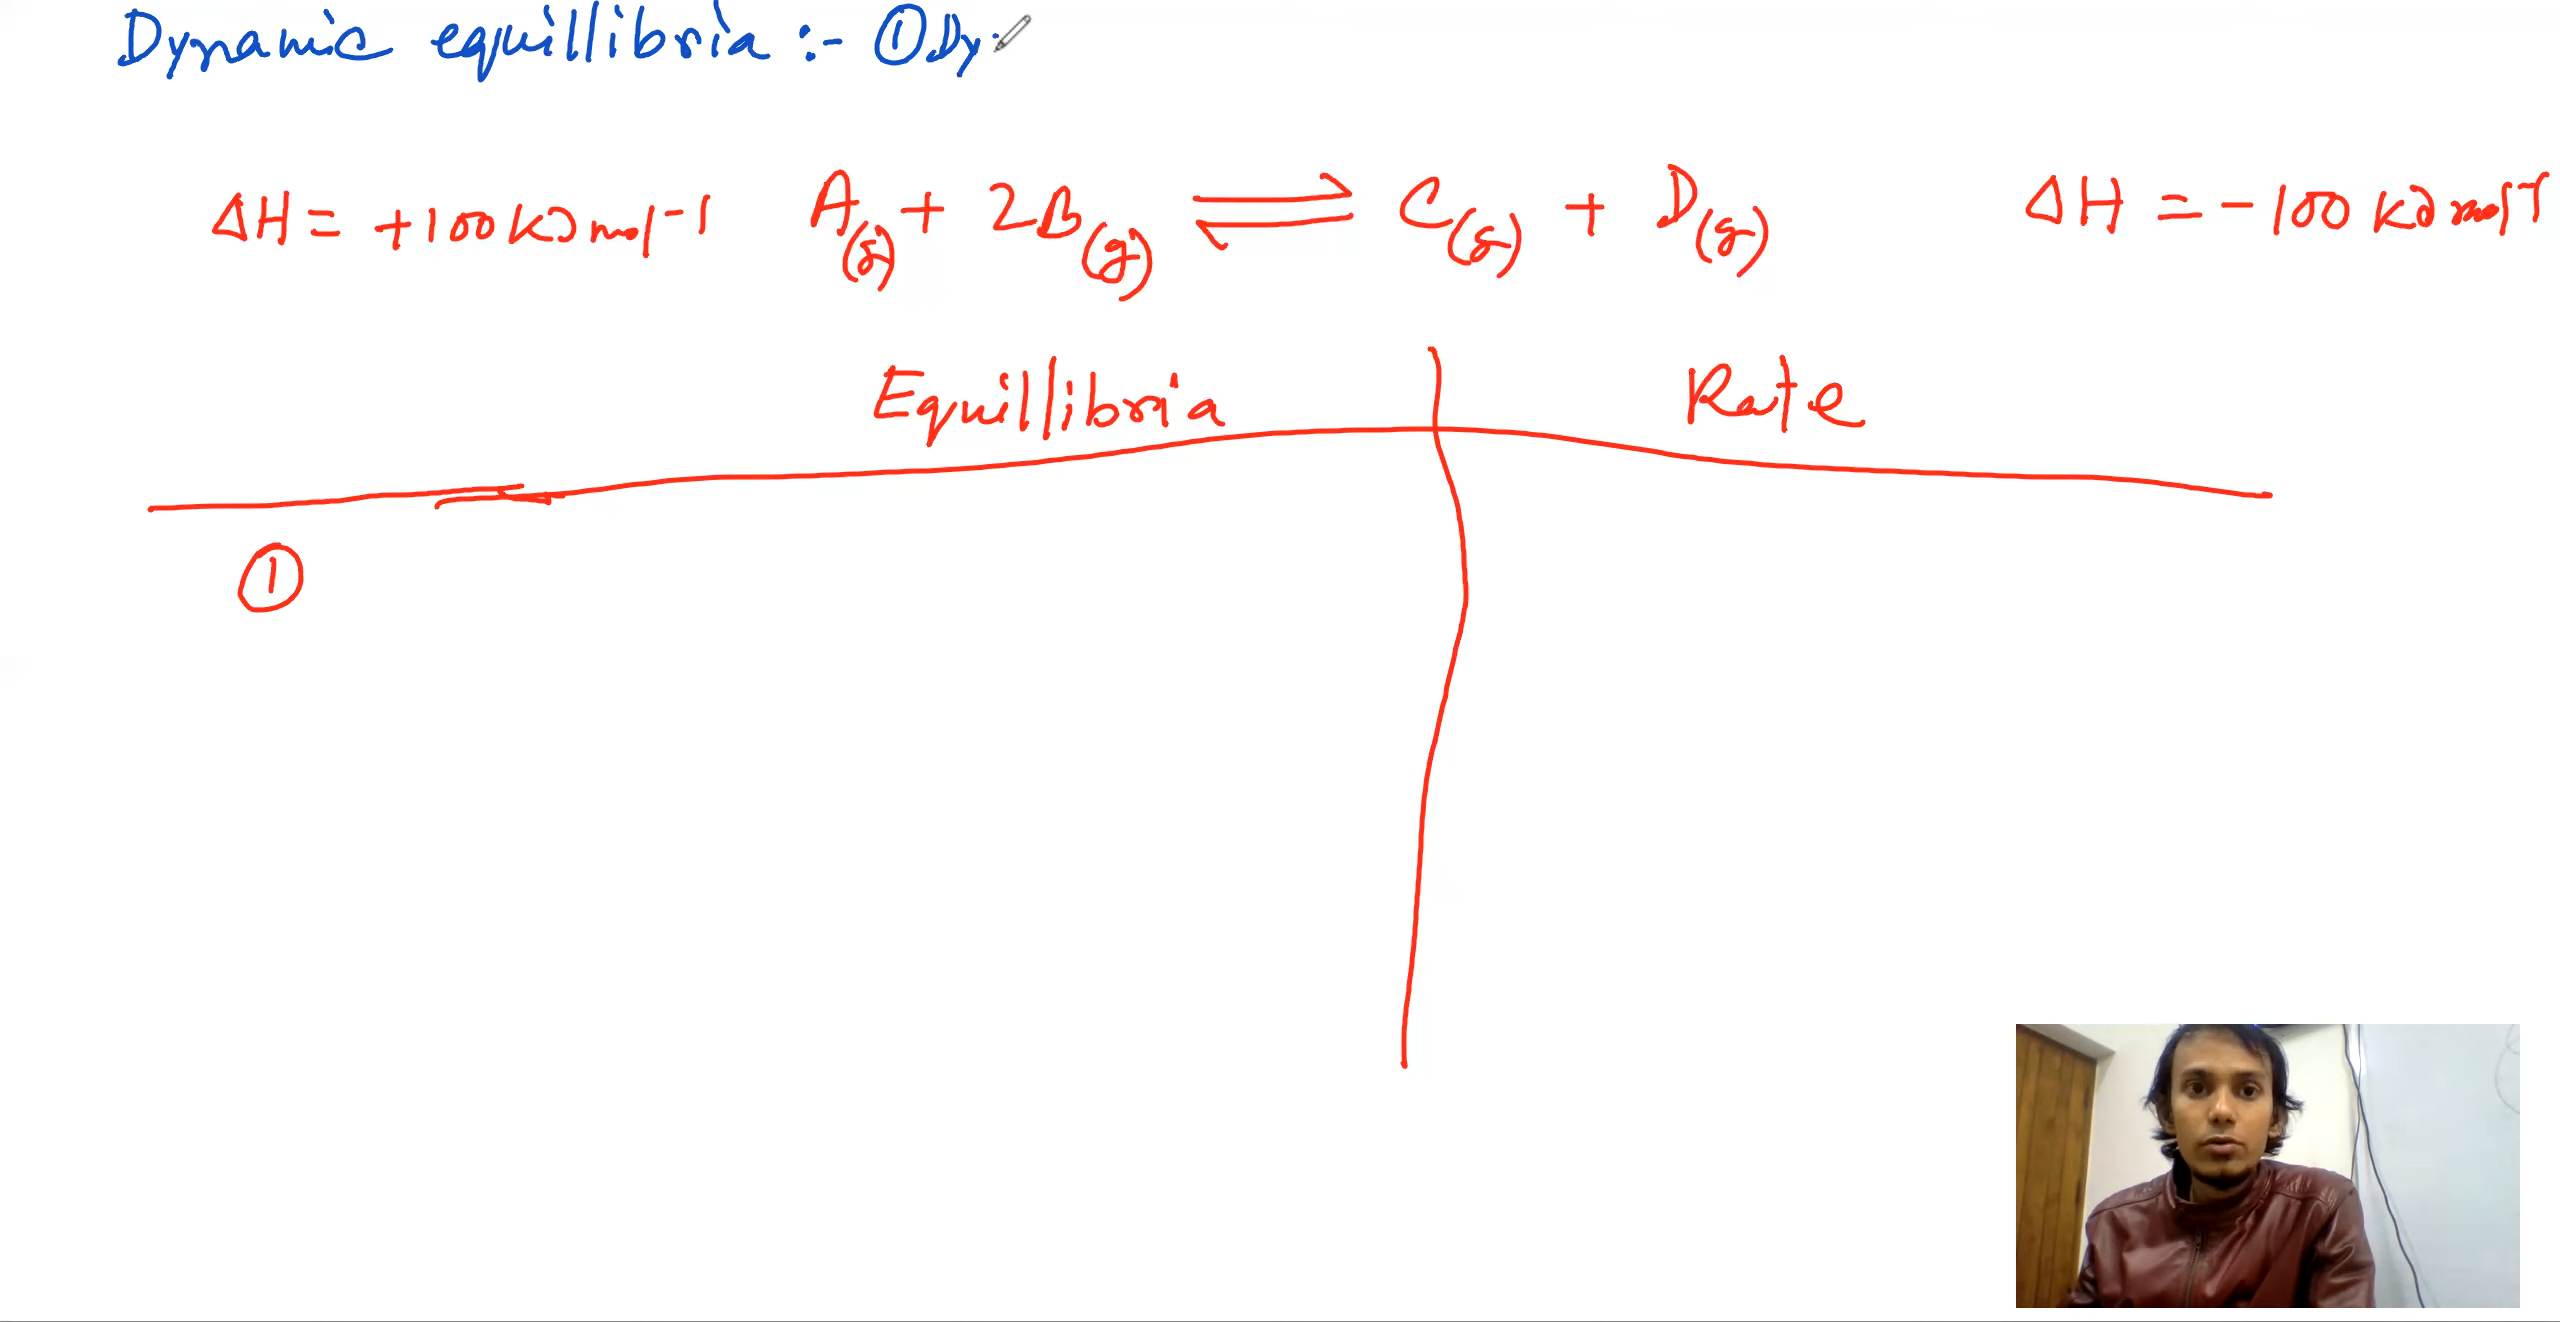 Dynamic equillibria :- ① Dy
ΔH = +100 kJ mol⁻¹ A(g) + 2B(g) ⇌ C(g) + D(g) ΔH = -100 kJ mol⁻¹
Equillibria Rate
①